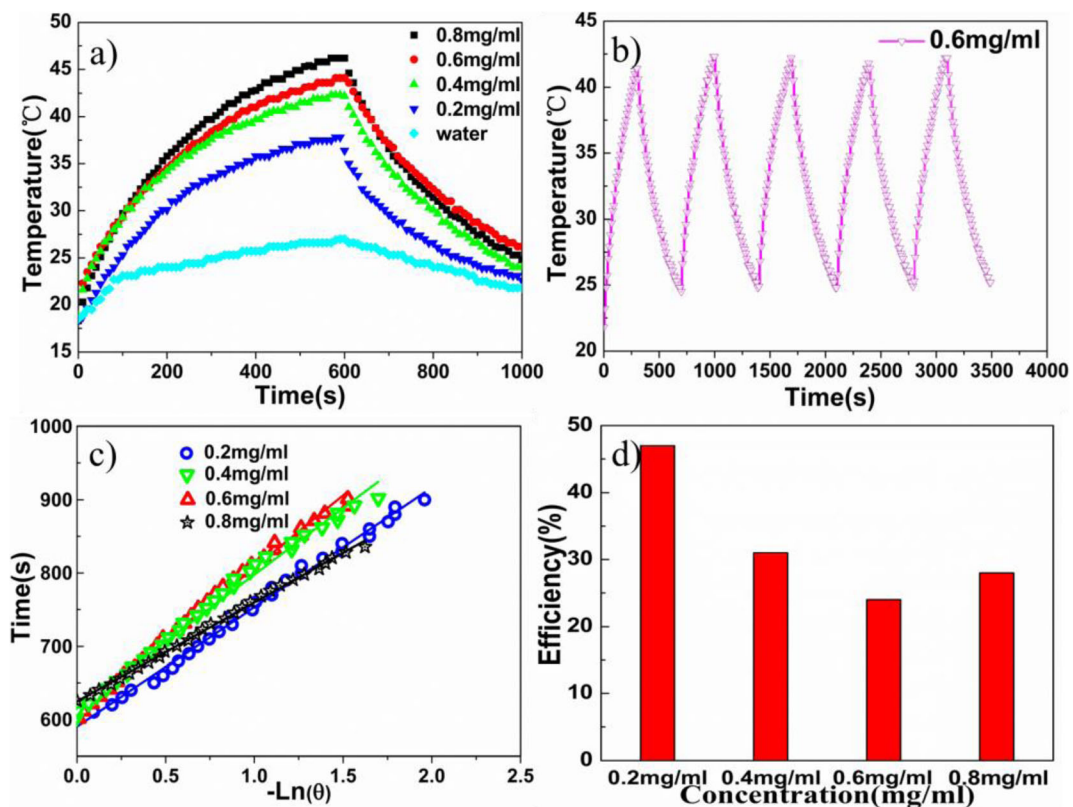 a)
0.8mg/ml
0.6mg/ml
0.4mg/ml
0.2mg/ml
water
Temperature(℃)
50
45
40
35
30
25
20
15
0 200 400 600 800 1000
Time(s)
b)
0.6mg/ml
Temperature(℃)
45
40
35
30
25
20
0 500 1000 1500 2000 2500 3000 3500 4000
Time(s)
c)
0.2mg/ml
0.4mg/ml
0.6mg/ml
0.8mg/ml
Time(s)
1000
900
800
700
600
0.0 0.5 1.0 1.5 2.0 2.5
-Ln(θ)
d)
Efficiency(%)
50
40
30
20
10
0
0.2mg/ml 0.4mg/ml 0.6mg/ml 0.8mg/ml
Concentration(mg/ml)